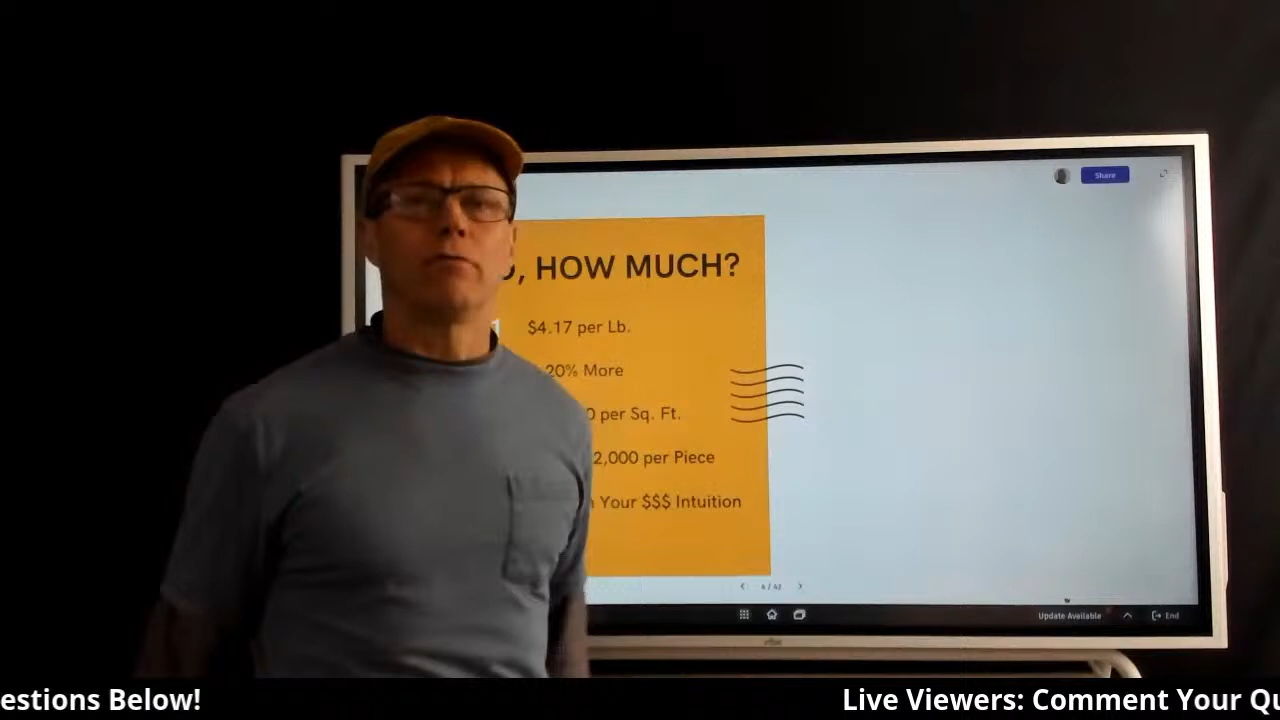 Share
, HOW MUCH?
$4.17 per Lb.
20% More
0 per Sq. Ft.
2,000 per Piece
Your $$$ Intuition
Update Available
End
estions Below!
Live Viewers: Comment Your Qu